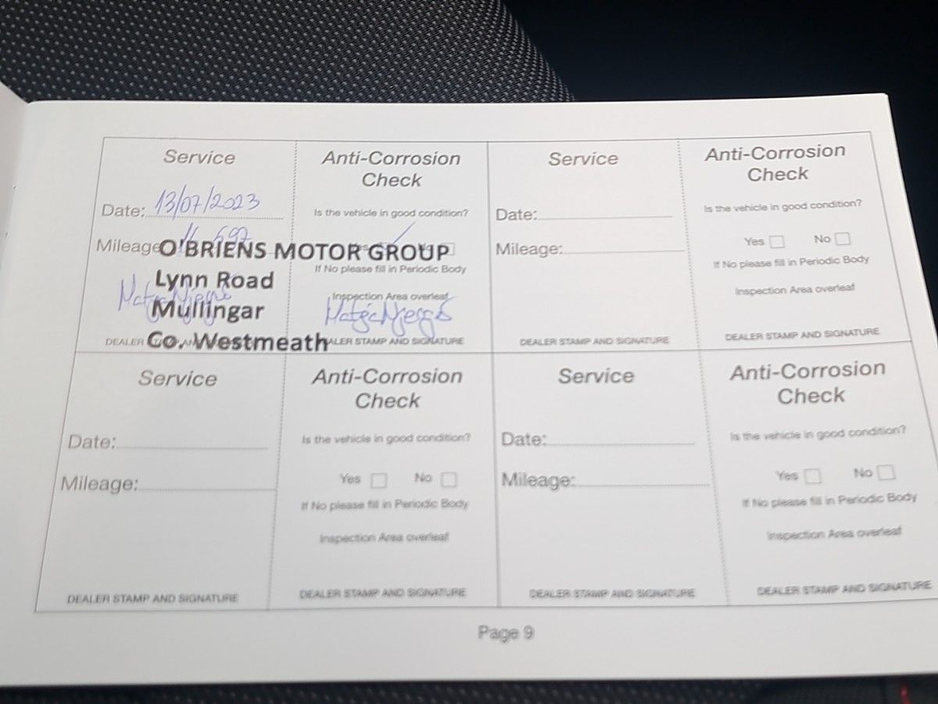 Service
Date: 13/07/2023
Mileage
O'BRIENS MOTOR GROUP
Lynn Road
Mullingar
Co. Westmeath
DEALER
Anti-Corrosion
Check
Is the vehicle in good condition?
If No please fill in Periodic Body
Inspection Area overleaf
DEALER STAMP AND SIGNATURE
Service
Date:
Mileage:
DEALER STAMP AND SIGNATURE
Anti-Corrosion
Check
Is the vehicle in good condition?
Yes No
If No please fill in Periodic Body
Inspection Area overleaf
DEALER STAMP AND SIGNATURE
Service
Date:
Mileage:
DEALER STAMP AND SIGNATURE
Anti-Corrosion
Check
Is the vehicle in good condition?
Yes No
If No please fill in Periodic Body
Inspection Area overleaf
DEALER STAMP AND SIGNATURE
Service
Date:
Mileage:
DEALER STAMP AND SIGNATURE
Anti-Corrosion
Check
Is the vehicle in good condition?
Yes No
If No please fill in Periodic Body
Inspection Area overleaf
DEALER STAMP AND SIGNATURE
Page 9